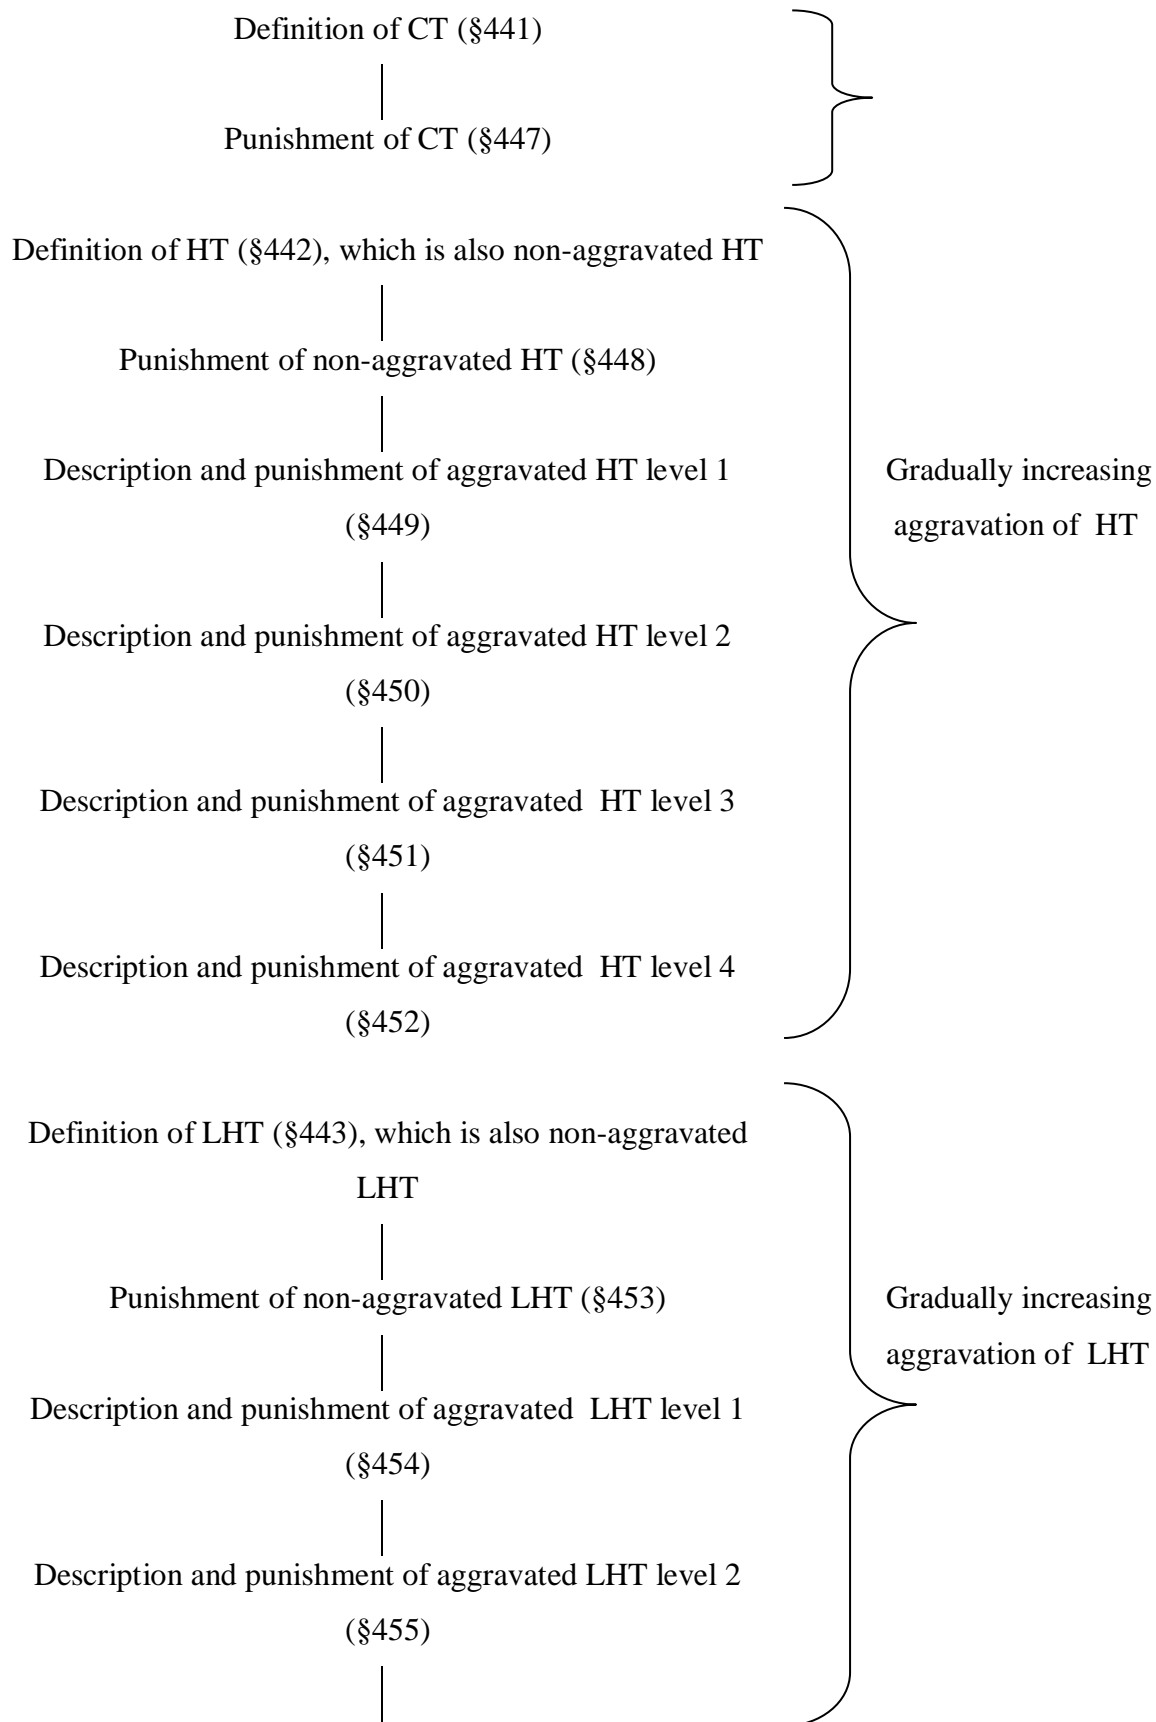 Definition of CT (§441)
Punishment of CT (§447)
Definition of HT (§442), which is also non-aggravated HT
Punishment of non-aggravated HT (§448)
Description and punishment of aggravated HT level 1
(§449)
Gradually increasing
aggravation of HT
Description and punishment of aggravated HT level 2
(§450)
Description and punishment of aggravated HT level 3
(§451)
Description and punishment of aggravated HT level 4
(§452)
Definition of LHT (§443), which is also non-aggravated
LHT
Punishment of non-aggravated LHT (§453)
Gradually increasing
aggravation of LHT
Description and punishment of aggravated LHT level 1
(§454)
Description and punishment of aggravated LHT level 2
(§455)